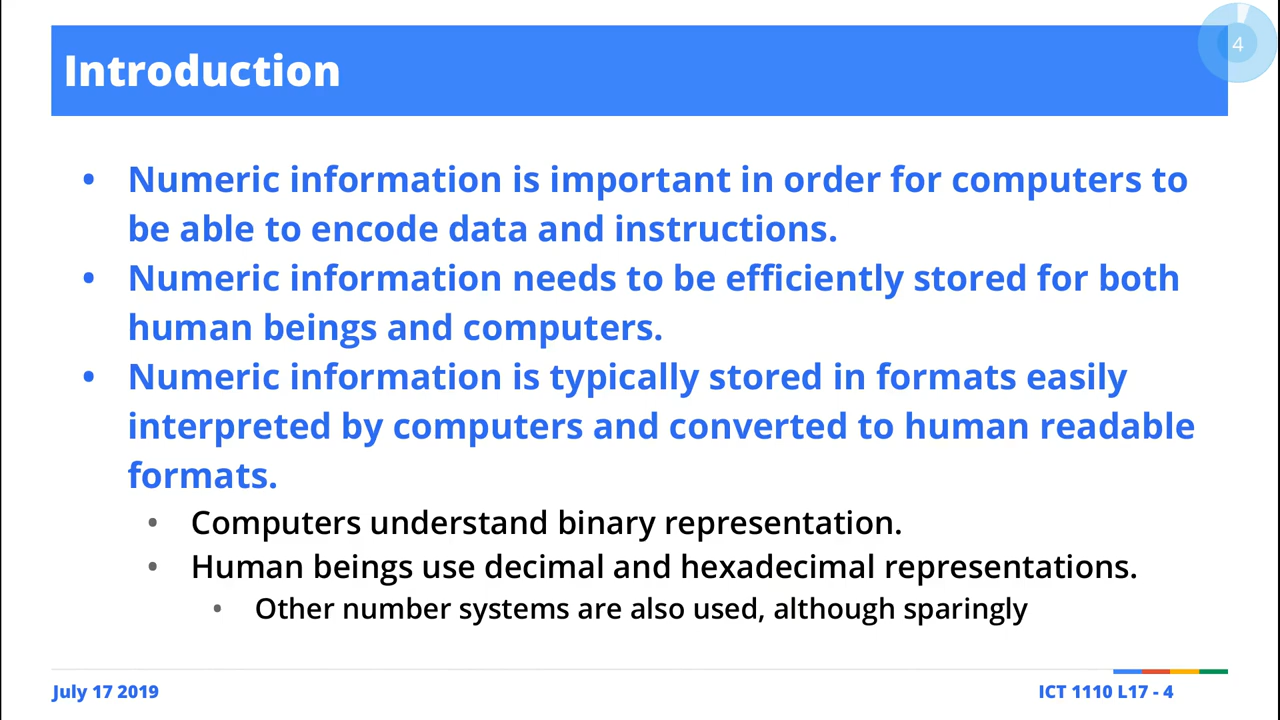 Introduction
4
• Numeric information is important in order for computers to
be able to encode data and instructions.
• Numeric information needs to be efficiently stored for both
human beings and computers.
• Numeric information is typically stored in formats easily
interpreted by computers and converted to human readable
formats.
• Computers understand binary representation.
• Human beings use decimal and hexadecimal representations.
• Other number systems are also used, although sparingly
July 17 2019
ICT 1110 L17 - 4